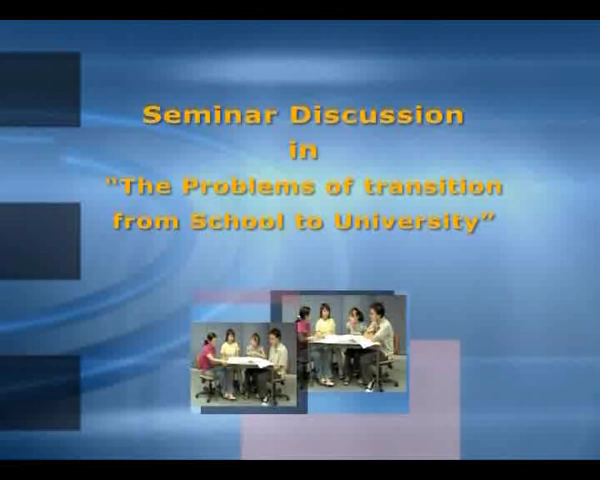 Seminar Discussion
in
“The Problems of transition
from School to University”